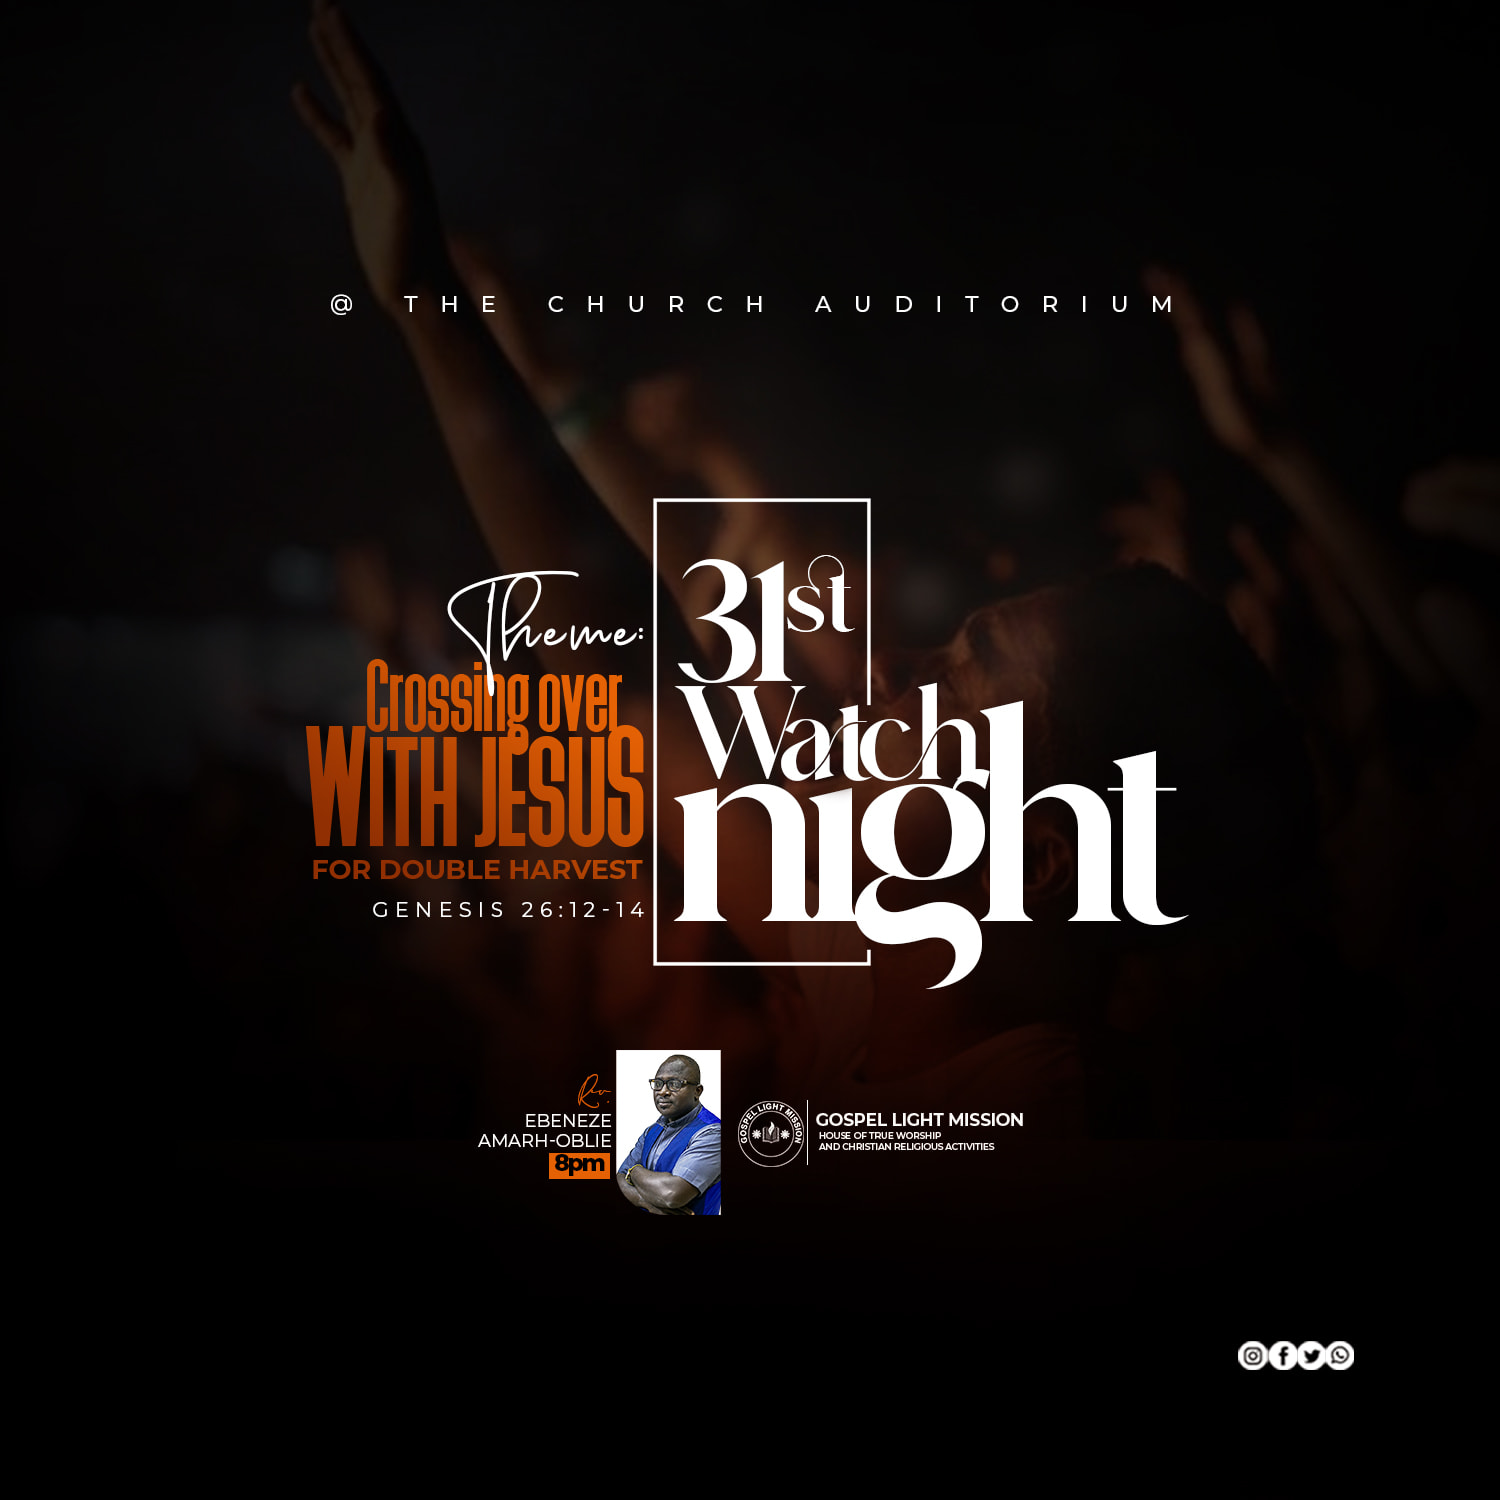 @ THE CHURCH AUDITORIUM
Theme:
Crossing over
WITH JESUS
FOR DOUBLE HARVEST
GENESIS 26:12-14
31st
Watch
night
Rev.
EBENEZE
AMARH-OBLIE
8pm
GOSPEL LIGHT MISSION
GOSPEL LIGHT MISSION
HOUSE OF TRUE WORSHIP
AND CHRISTIAN RELIGIOUS ACTIVITIES